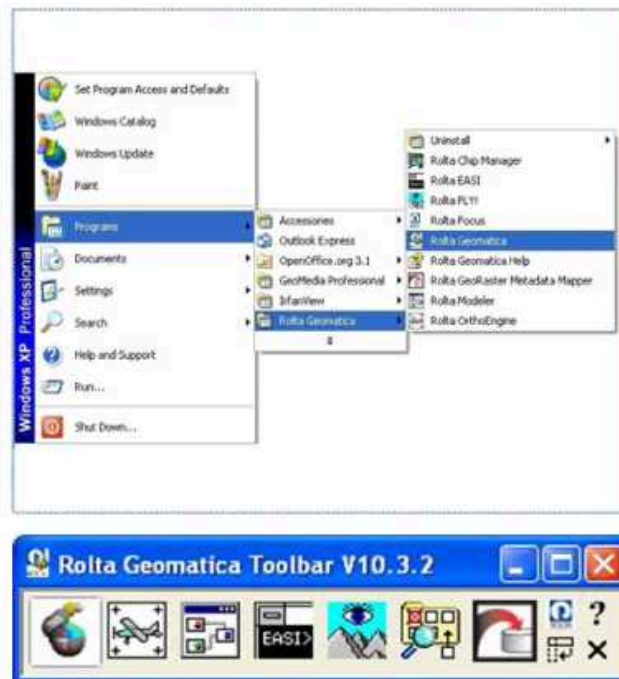 Set Program Access and Defaults
Windows Catalog
Windows Update
Paint
Programs
Documents
Settings
Search
Help and Support
Run...
Shut Down...
Windows XP Professional
Accessories
Outlook Express
OpenOffice.org 3.1
GeoMedia Professional
IrfanView
Rolta Geomatica
Uninstall
Rolta Chip Manager
Rolta EASI
Rolta FLY!
Rolta Focus
Rolta Geomatica
Rolta Geomatica Help
Rolta GeoRaster Metadata Mapper
Rolta Modeler
Rolta OrthoEngine
Rolta Geomatica Toolbar V10.3.2
EASI>
?